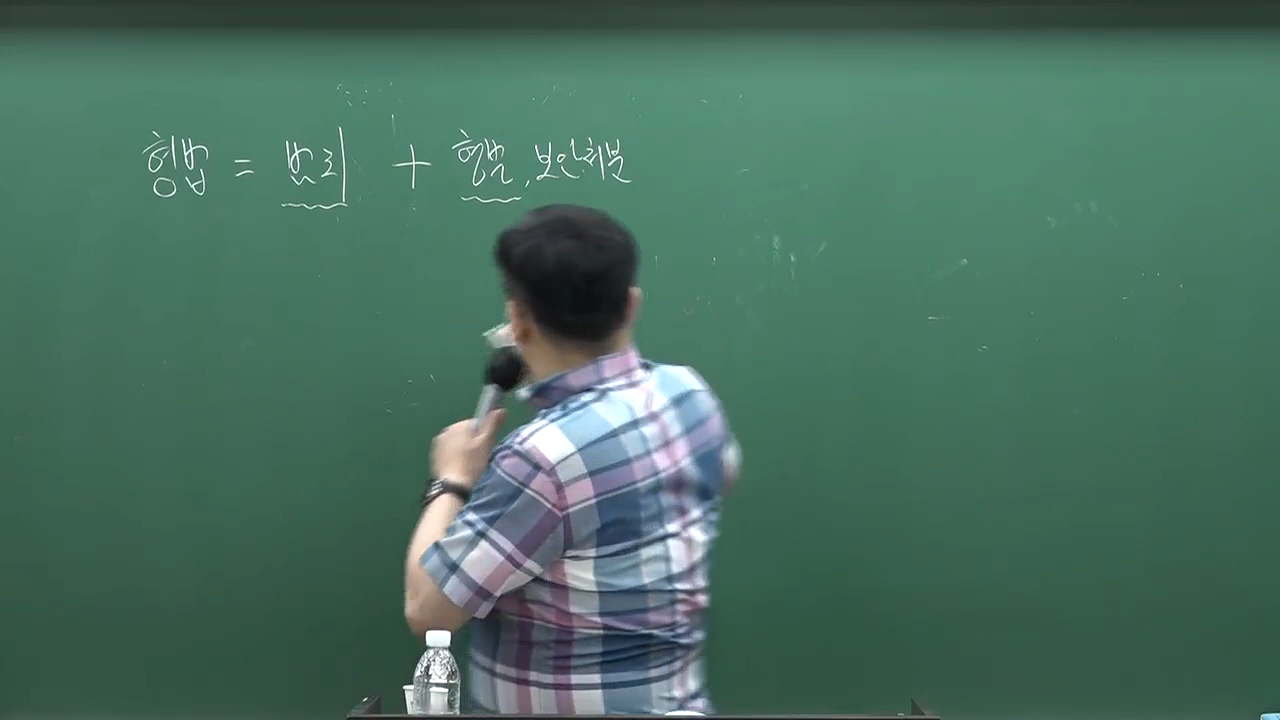 형법 = 범죄 + 형벌, 보안처분